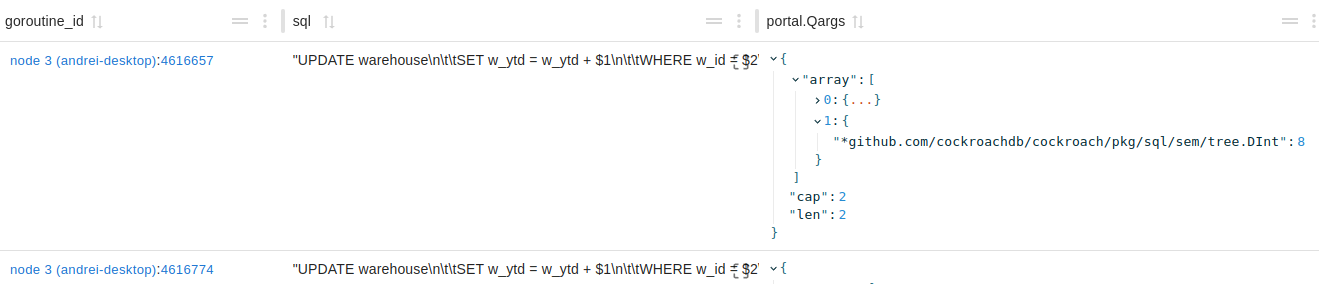 goroutine_id
sql
portal.Qargs
node 3 (andrei-desktop):4616657
"UPDATE warehouse\n\t\tSET w_ytd = w_ytd + $1\n\t\tWHERE w_id = $2
{
"array": [
0: {...}
1: {
"*github.com/cockroachdb/cockroach/pkg/sql/sem/tree.DInt": 8
}
]
"cap": 2
"len": 2
}
node 3 (andrei-desktop):4616774
"UPDATE warehouse\n\t\tSET w_ytd = w_ytd + $1\n\t\tWHERE w_id = $2
{